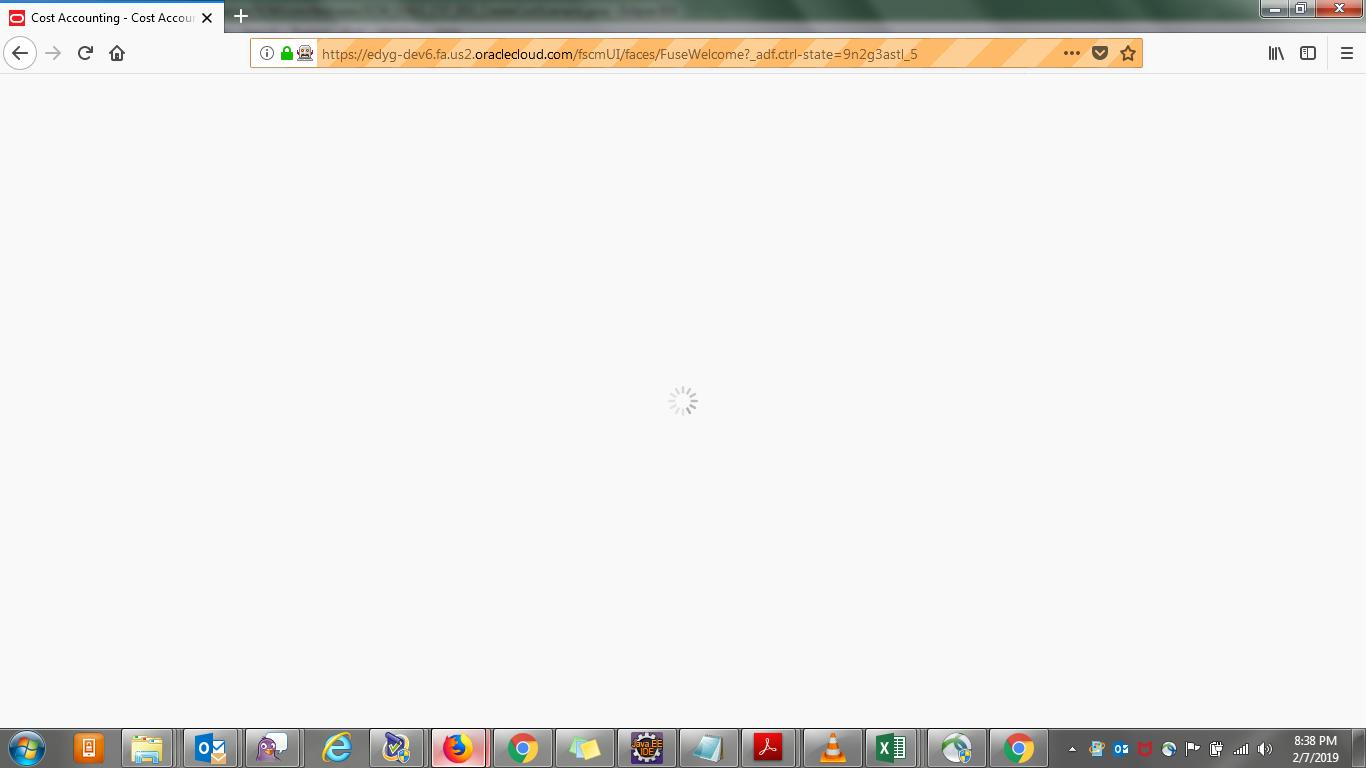 Cost Accounting - Cost Accour
https://edyg-dev6.fa.us2.oraclecloud.com/fscmUI/faces/FuseWelcome?_adf.ctrl-state=9n2g3astl_5
Java EE
IDE
8:38 PM
2/7/2019